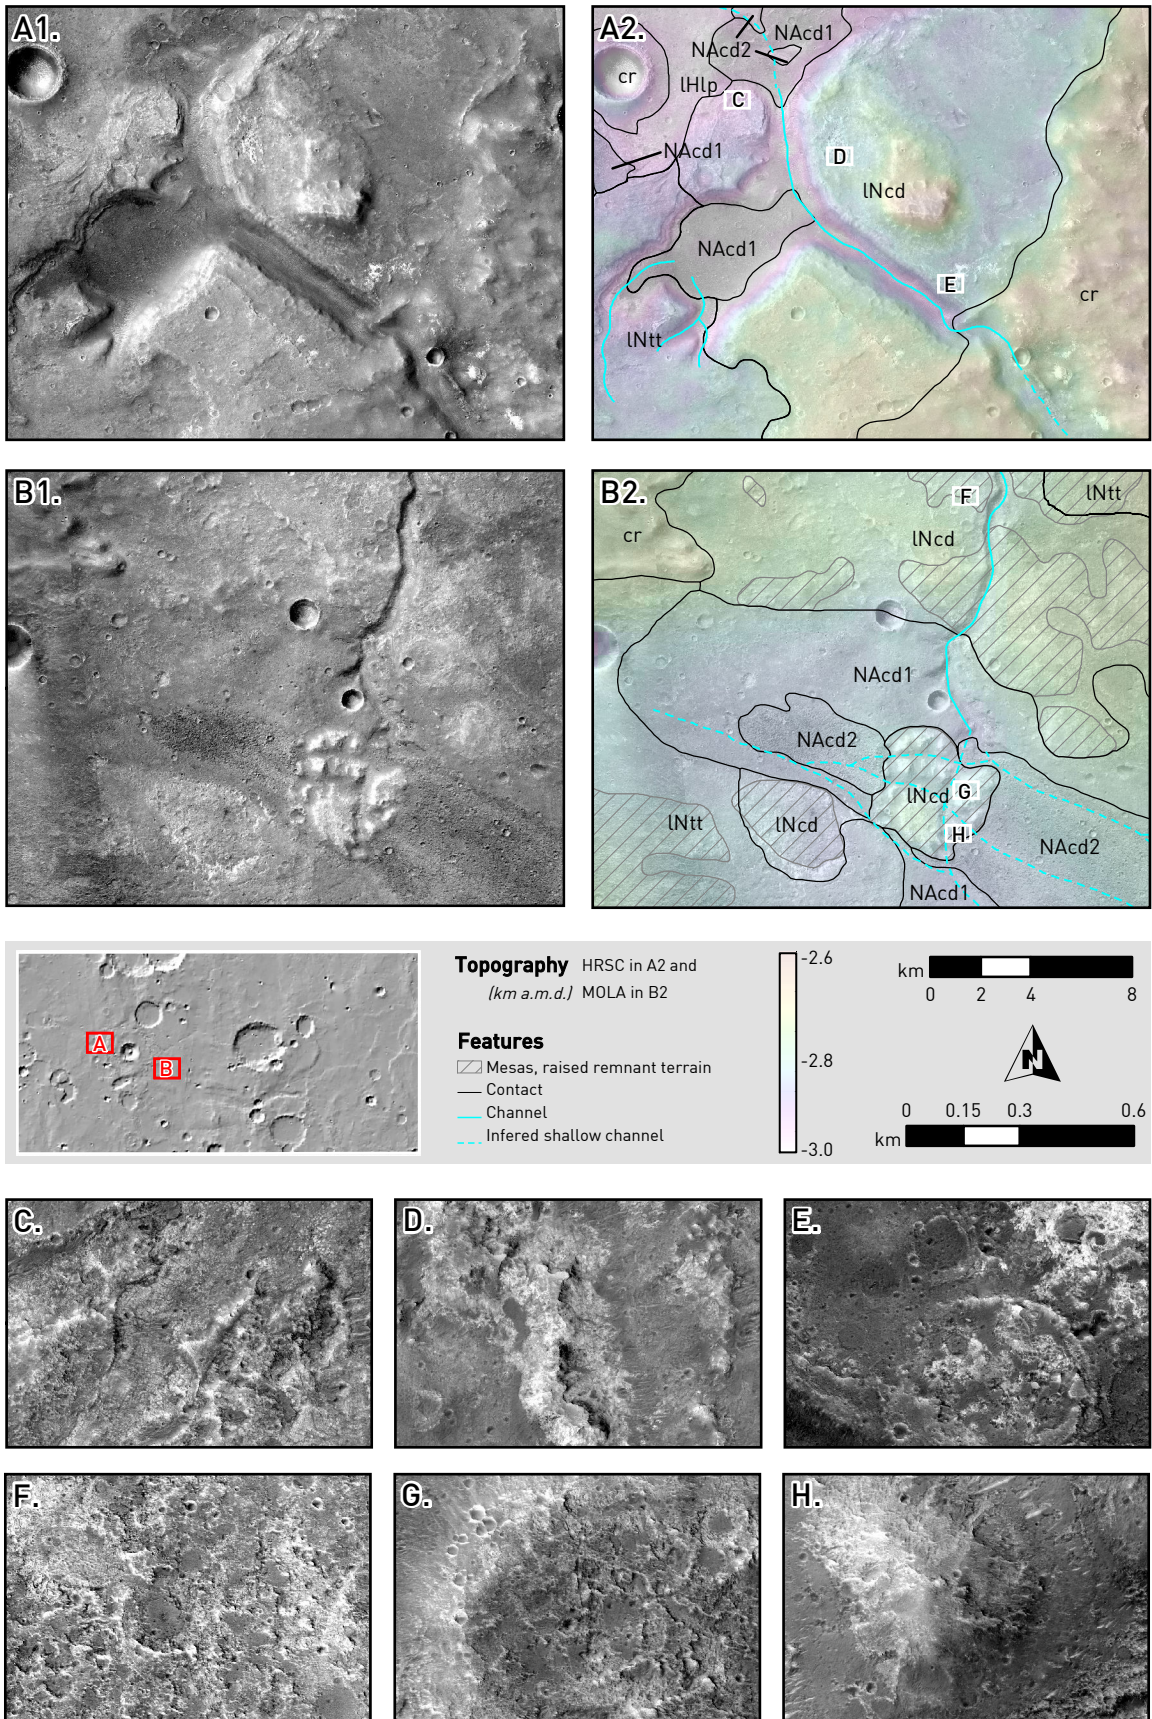 A1.
A2.
NAcd1
NAcd2
cr
lHlp
C
NAcd1
D
lNcd
NAcd1
E
cr
lNtt
B1.
B2.
F
lNtt
lNcd
cr
NAcd1
NAcd2
lNcd
G
lNtt
lNcd
H
NAcd2
NAcd1
A
B
Topography HRSC in A2 and
(km a.m.d.) MOLA in B2
Features
Mesas, raised remnant terrain
Contact
Channel
Infered shallow channel
-2.6
-2.8
-3.0
km
0 2 4 8
N
0 0.15 0.3 0.6
km
C.
D.
E.
F.
G.
H.